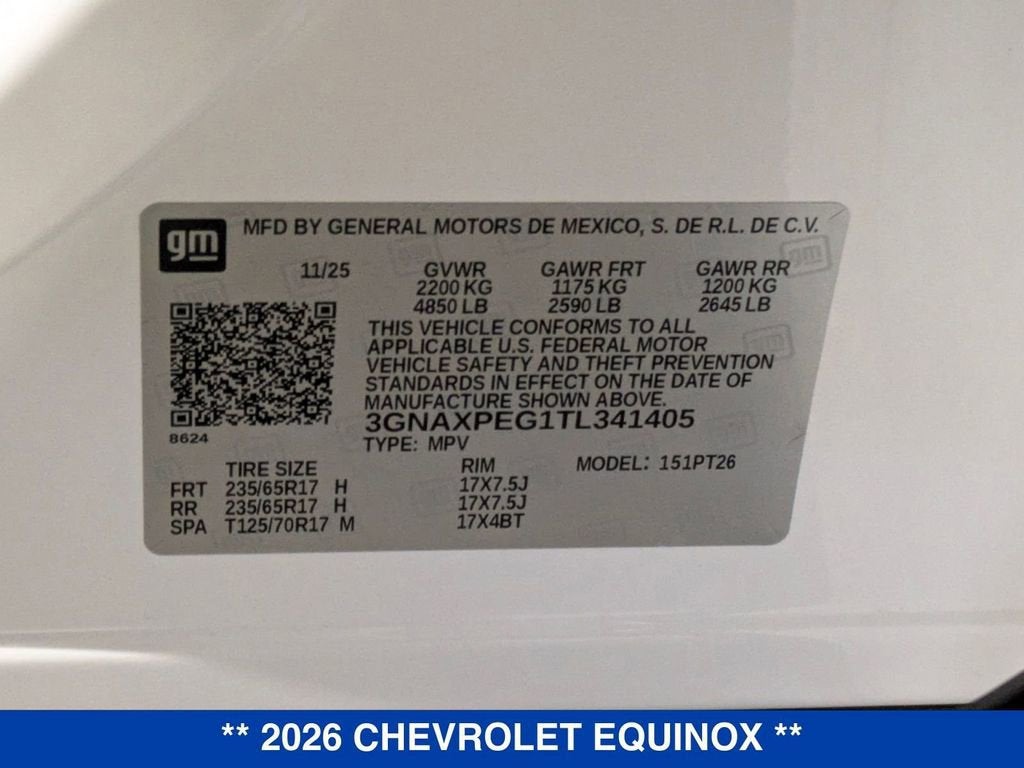 gm MFD BY GENERAL MOTORS DE MEXICO, S. DE R.L. DE C.V.
11/25 GVWR GAWR FRT GAWR RR
2200 KG 1175 KG 1200 KG
4850 LB 2590 LB 2645 LB
THIS VEHICLE CONFORMS TO ALL
APPLICABLE U.S. FEDERAL MOTOR
VEHICLE SAFETY AND THEFT PREVENTION
STANDARDS IN EFFECT ON THE DATE OF
MANUFACTURE SHOWN ABOVE.
3GNAXPEG1TL341405
8624
TYPE: MPV
TIRE SIZE RIM MODEL: 151PT26
FRT 235/65R17 H 17X7.5J
RR 235/65R17 H 17X7.5J
SPA T125/70R17 M 17X4BT
** 2026 CHEVROLET EQUINOX **